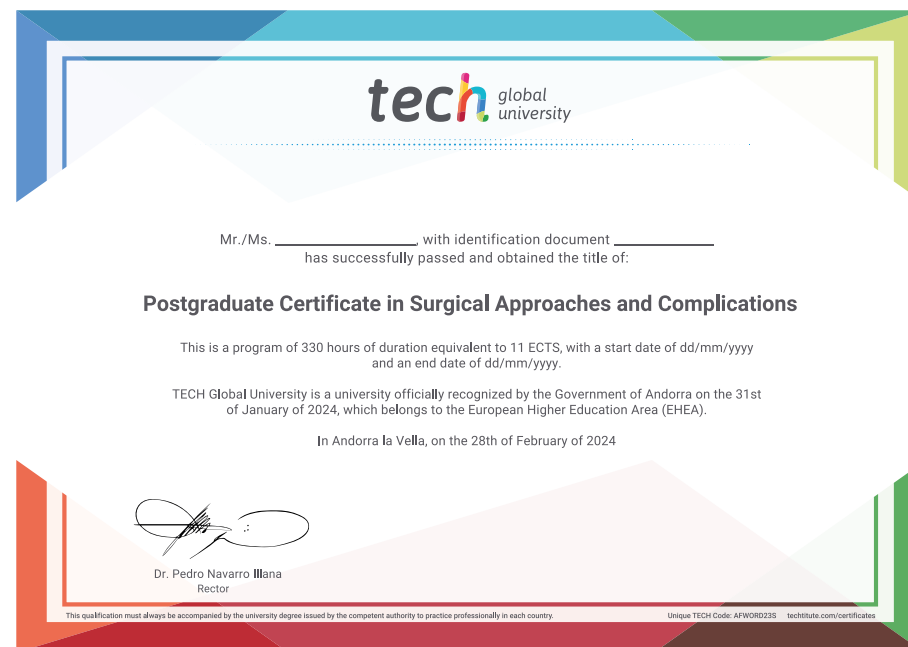 tech global university
Mr./Ms. ____________, with identification document ____________
has successfully passed and obtained the title of:
Postgraduate Certificate in Surgical Approaches and Complications
This is a program of 330 hours of duration equivalent to 11 ECTS, with a start date of dd/mm/yyyy
and an end date of dd/mm/yyyy.
TECH Global University is a university officially recognized by the Government of Andorra on the 31st
of January of 2024, which belongs to the European Higher Education Area (EHEA).
In Andorra la Vella, on the 28th of February of 2024
Dr. Pedro Navarro Illana
Rector
This qualification must always be accompanied by the university degree issued by the competent authority to practice professionally in each country.
Unique TECH Code: AFWORD23S techtitute.com/certificates